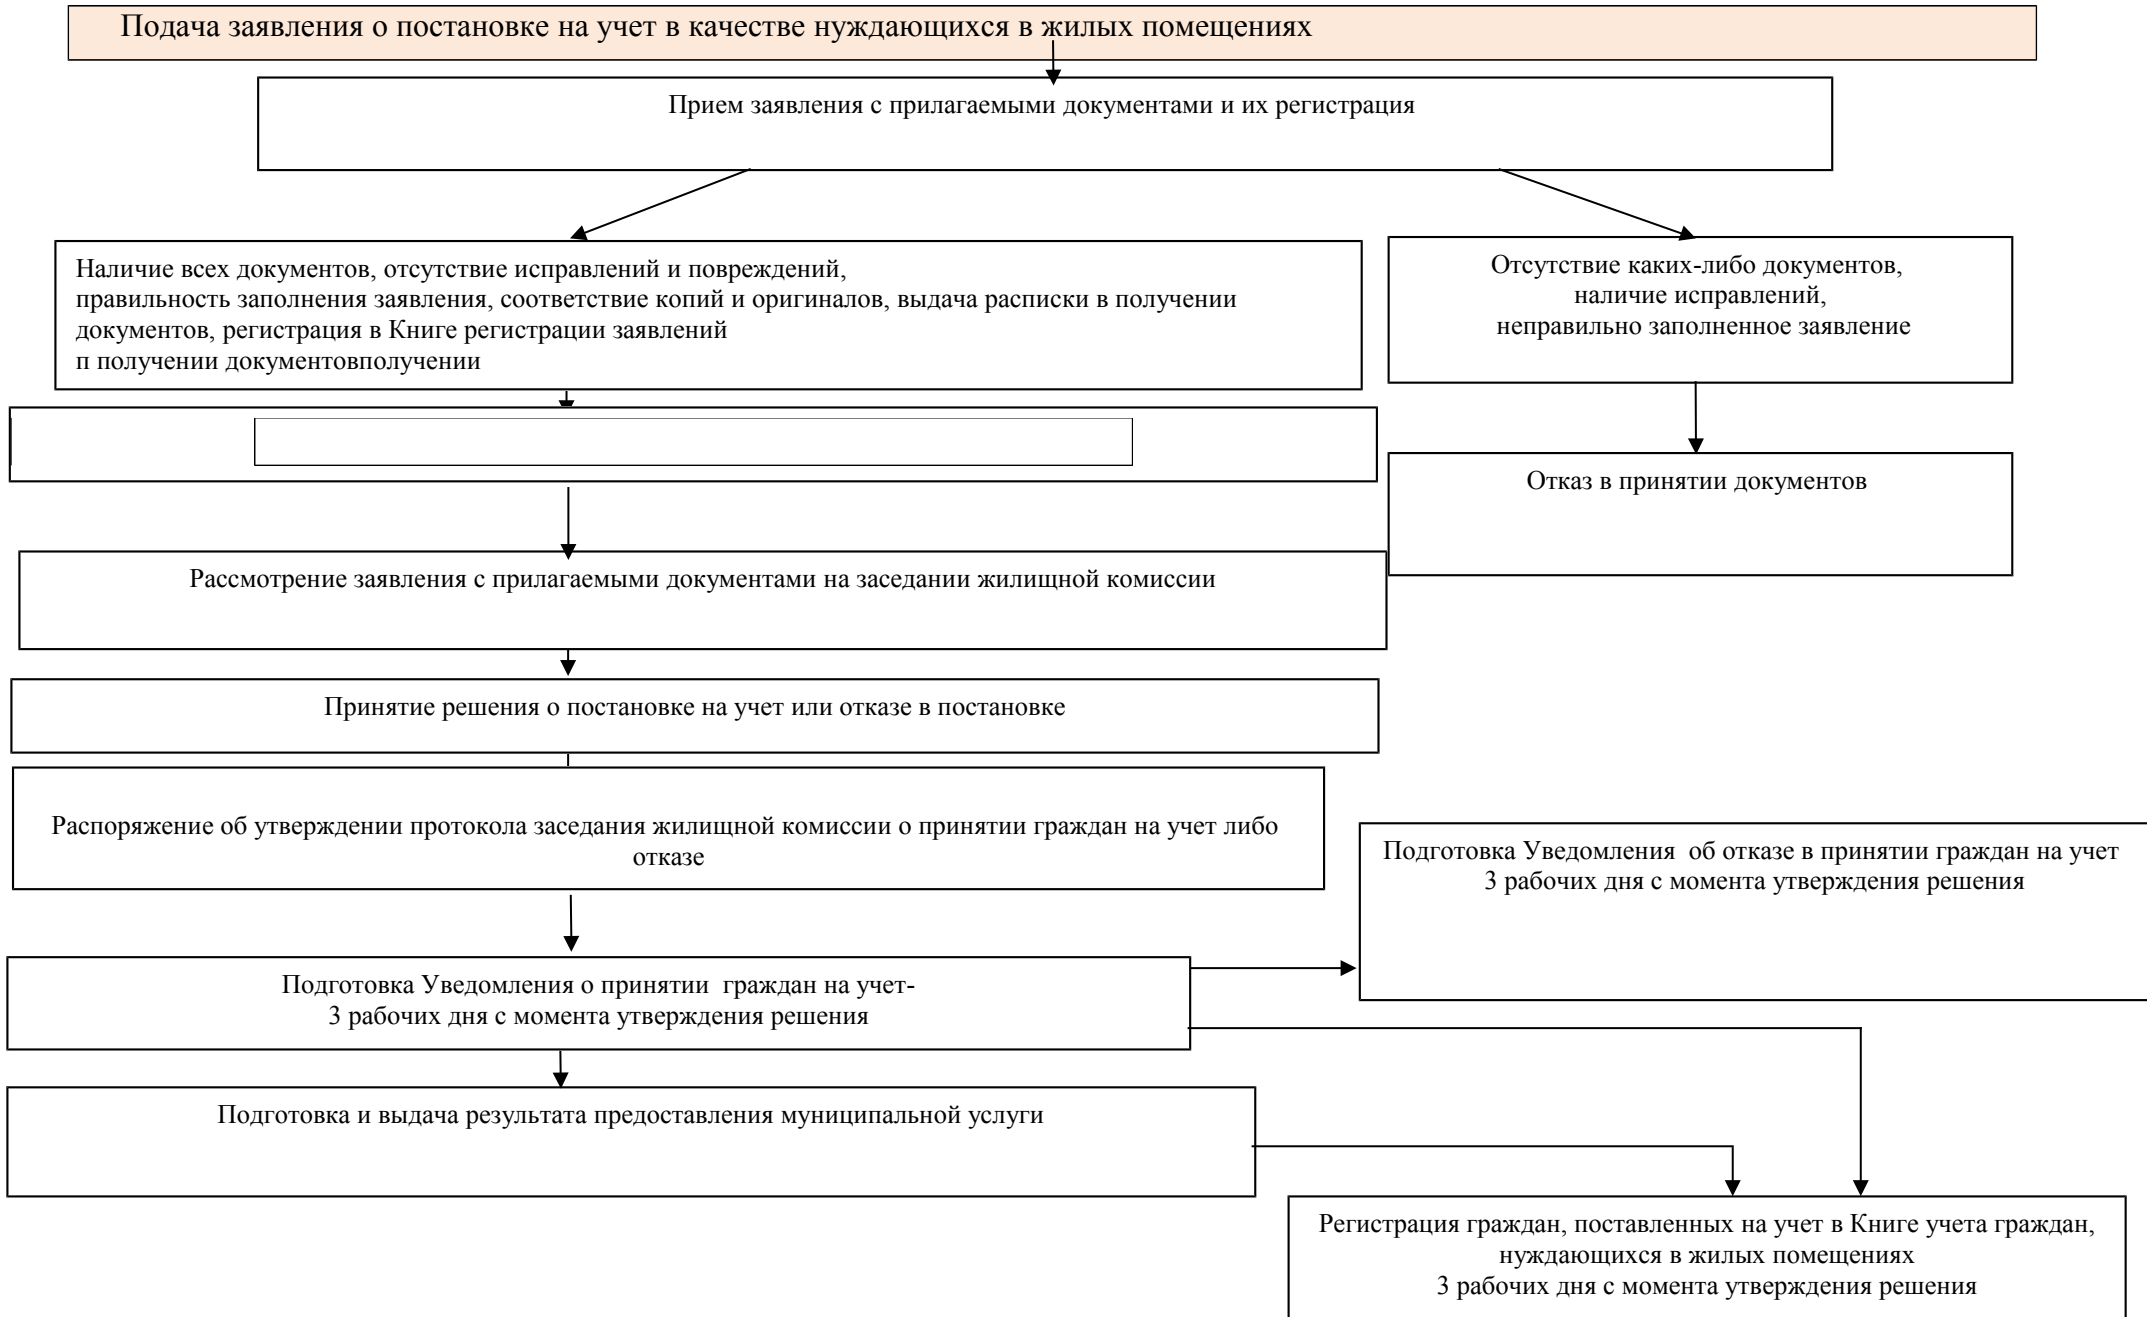 Подача заявления о постановке на учет в качестве нуждающихся в жилых помещениях
Прием заявления с прилагаемыми документами и их регистрация
Наличие всех документов, отсутствие исправлений и повреждений,
правильность заполнения заявления, соответствие копий и оригиналов, выдача расписки в получении
документов, регистрация в Книге регистрации заявлений
п получении документовполучении
Отсутствие каких-либо документов,
наличие исправлений,
неправильно заполненное заявление
Отказ в принятии документов
Рассмотрение заявления с прилагаемыми документами на заседании жилищной комиссии
Принятие решения о постановке на учет или отказе в постановке
Распоряжение об утверждении протокола заседания жилищной комиссии о принятии граждан на учет либо
отказе
Подготовка Уведомления об отказе в принятии граждан на учет
3 рабочих дня с момента утверждения решения
Подготовка Уведомления о принятии граждан на учет-
3 рабочих дня с момента утверждения решения
Подготовка и выдача результата предоставления муниципальной услуги
Регистрация граждан, поставленных на учет в Книге учета граждан,
нуждающихся в жилых помещениях
3 рабочих дня с момента утверждения решения